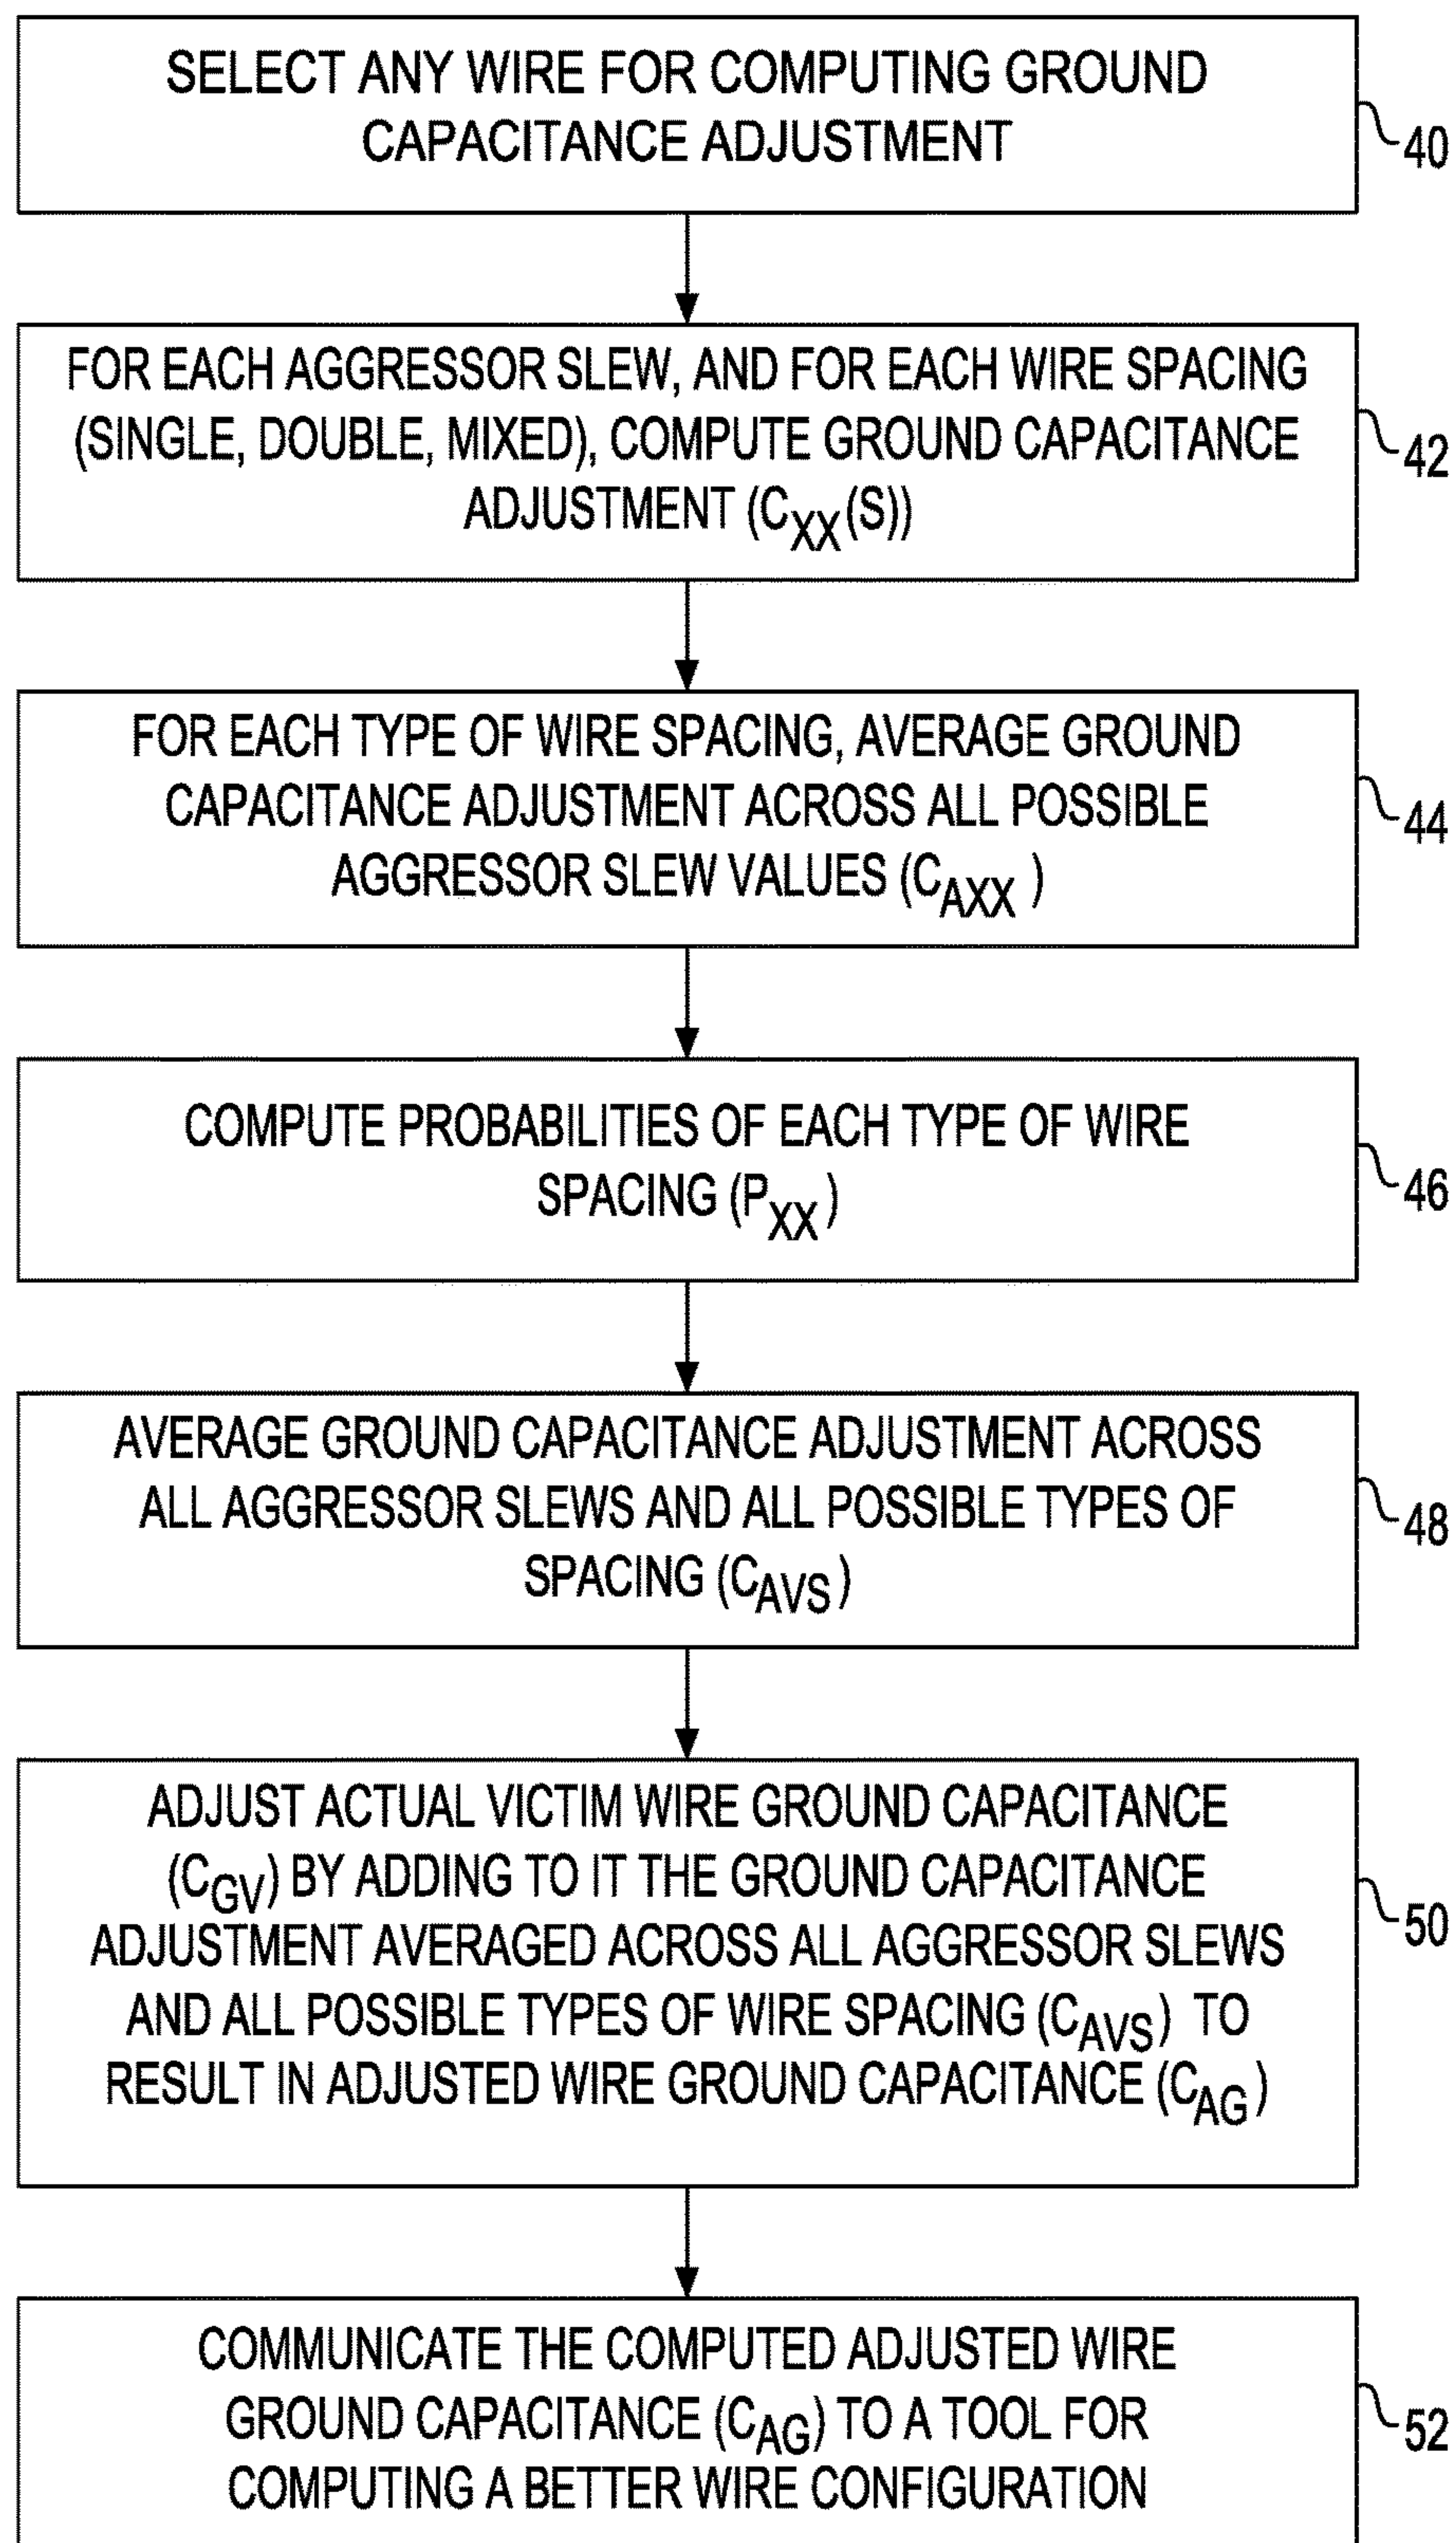 SELECT ANY WIRE FOR COMPUTING GROUND
CAPACITANCE ADJUSTMENT
40
FOR EACH AGGRESSOR SLEW, AND FOR EACH WIRE SPACING
(SINGLE, DOUBLE, MIXED), COMPUTE GROUND CAPACITANCE
ADJUSTMENT (CXX(S))
42
FOR EACH TYPE OF WIRE SPACING, AVERAGE GROUND
CAPACITANCE ADJUSTMENT ACROSS ALL POSSIBLE
AGGRESSOR SLEW VALUES (CAXX )
44
COMPUTE PROBABILITIES OF EACH TYPE OF WIRE
SPACING (PXX )
46
AVERAGE GROUND CAPACITANCE ADJUSTMENT ACROSS
ALL AGGRESSOR SLEWS AND ALL POSSIBLE TYPES OF
SPACING (CAVS)
48
ADJUST ACTUAL VICTIM WIRE GROUND CAPACITANCE
(CGV) BY ADDING TO IT THE GROUND CAPACITANCE
ADJUSTMENT AVERAGED ACROSS ALL AGGRESSOR SLEWS
AND ALL POSSIBLE TYPES OF WIRE SPACING (CAVS) TO
RESULT IN ADJUSTED WIRE GROUND CAPACITANCE (CAG)
50
COMMUNICATE THE COMPUTED ADJUSTED WIRE
GROUND CAPACITANCE (CAG) TO A TOOL FOR
COMPUTING A BETTER WIRE CONFIGURATION
52